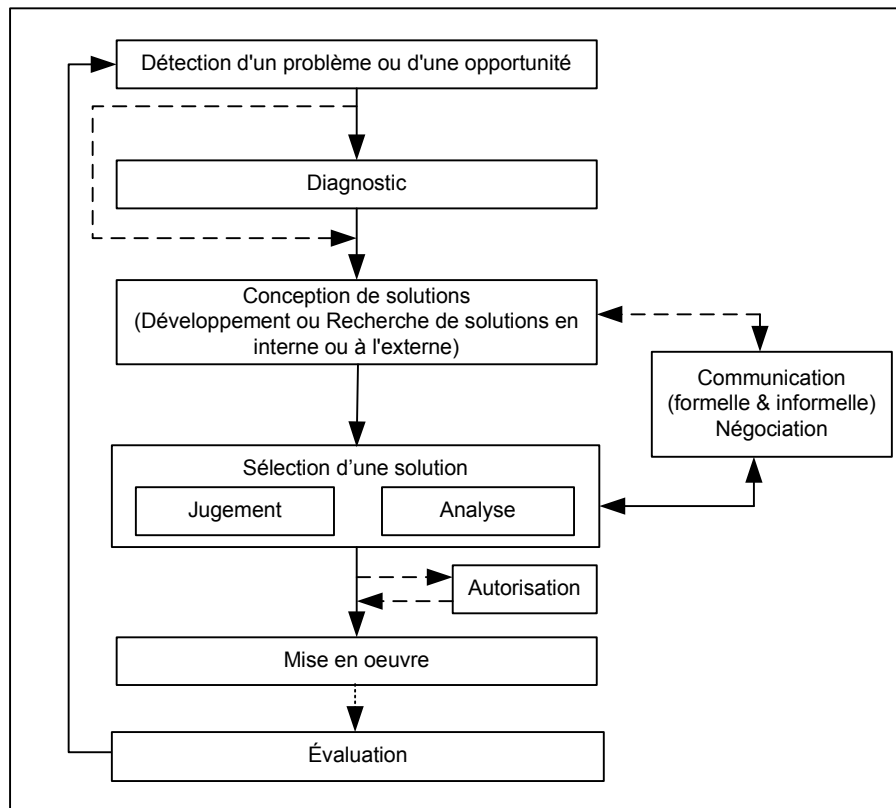 Détection d'un problème ou d'une opportunité
Diagnostic
Conception de solutions
(Développement ou Recherche de solutions en
interne ou à l'externe)
Communication
(formelle & informelle)
Négociation
Sélection d’une solution
Jugement
Analyse
Autorisation
Mise en oeuvre
Évaluation